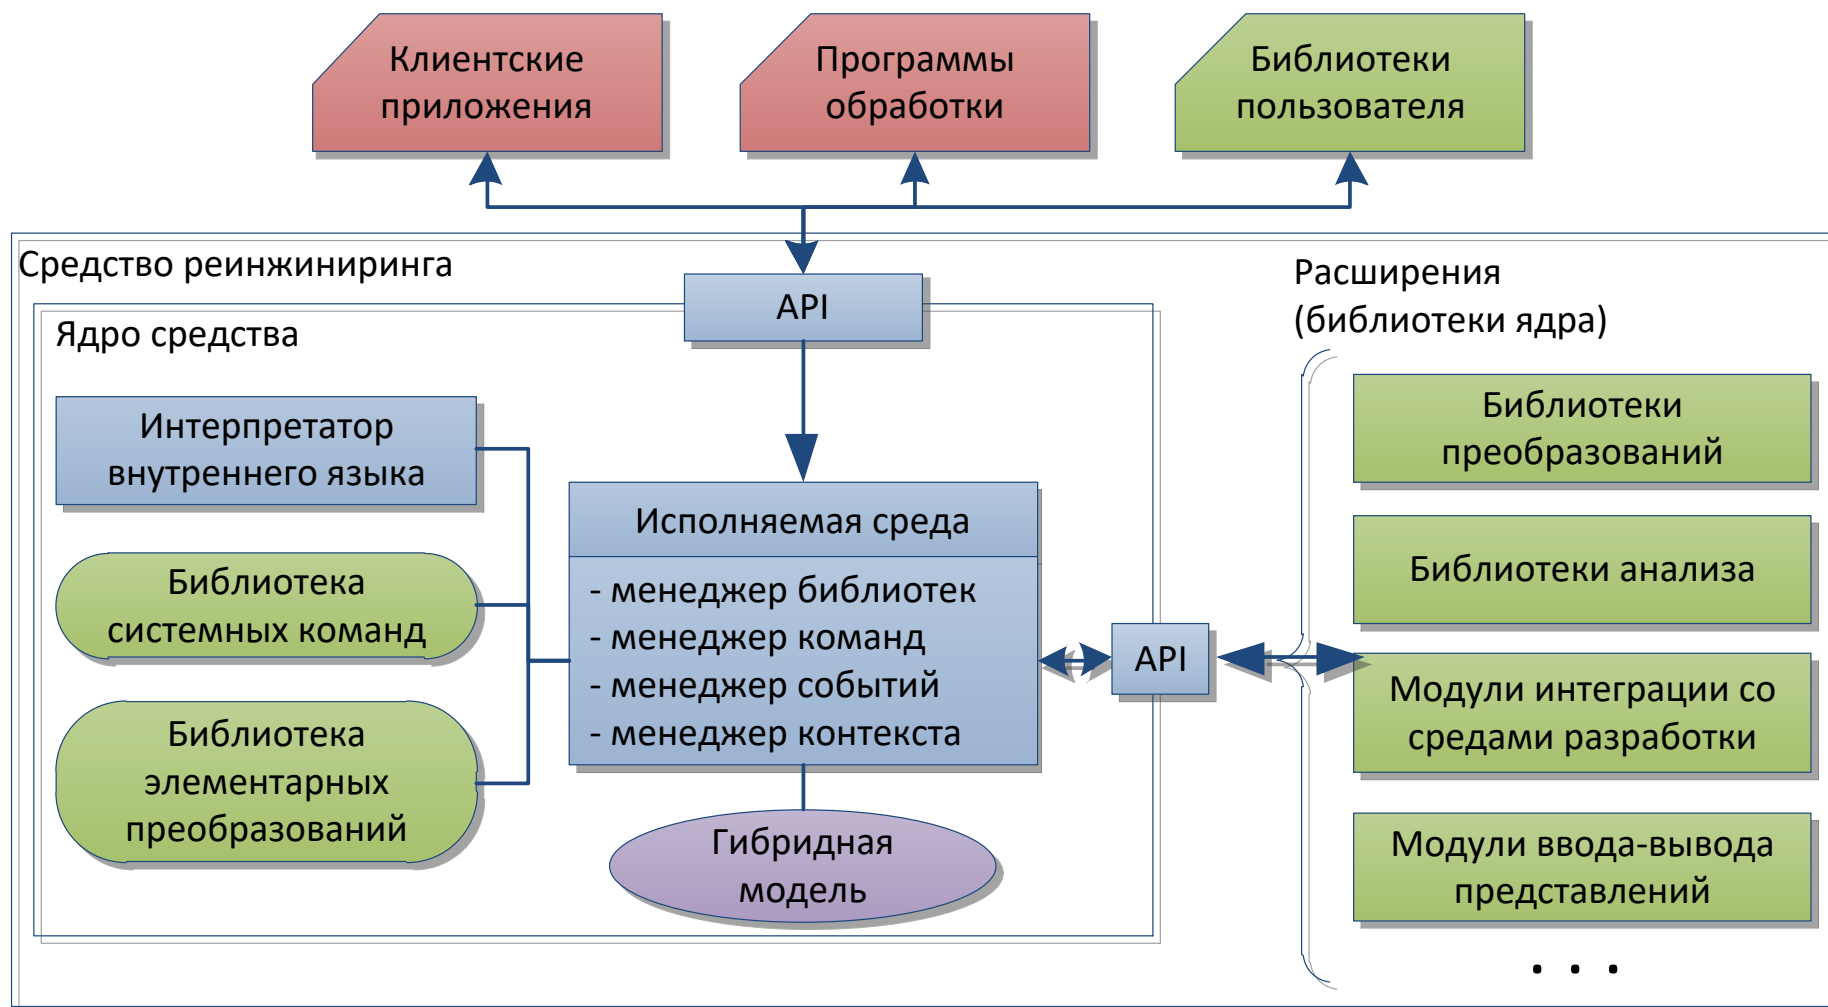 Клиентские
приложения
Программы
обработки
Библиотеки
пользователя
Средство реинжиниринга
API
Ядро средства
Интерпретатор
внутреннего языка
Библиотека
системных команд
Библиотека
элементарных
преобразований
Исполняемая среда
- менеджер библиотек
- менеджер команд
- менеджер событий
- менеджер контекста
Гибридная
модель
API
Расширения
(библиотеки ядра)
Библиотеки
преобразований
Библиотеки анализа
Модули интеграции со
средами разработки
Модули ввода-вывода
представлений
. . .